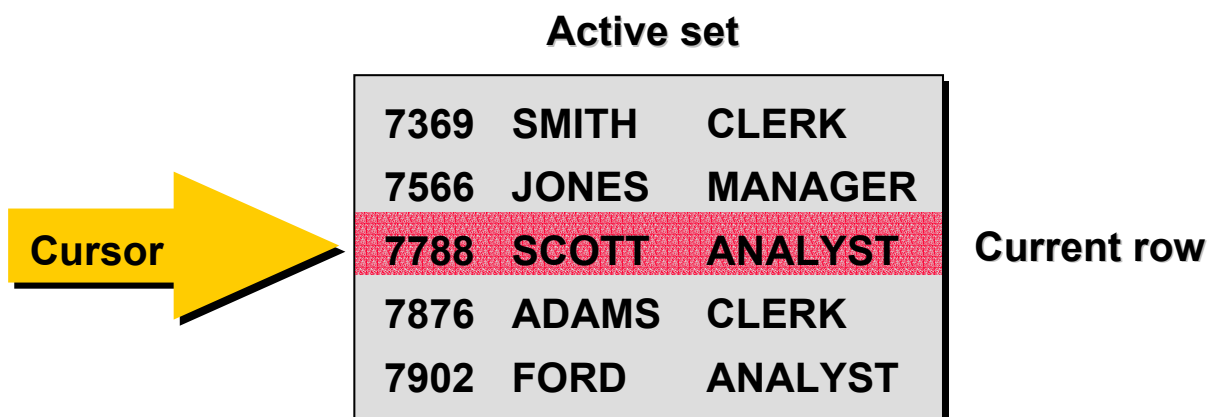 Active set
7369 SMITH CLERK
7566 JONES MANAGER
Cursor
7788 SCOTT ANALYST
Current row
7876 ADAMS CLERK
7902 FORD ANALYST